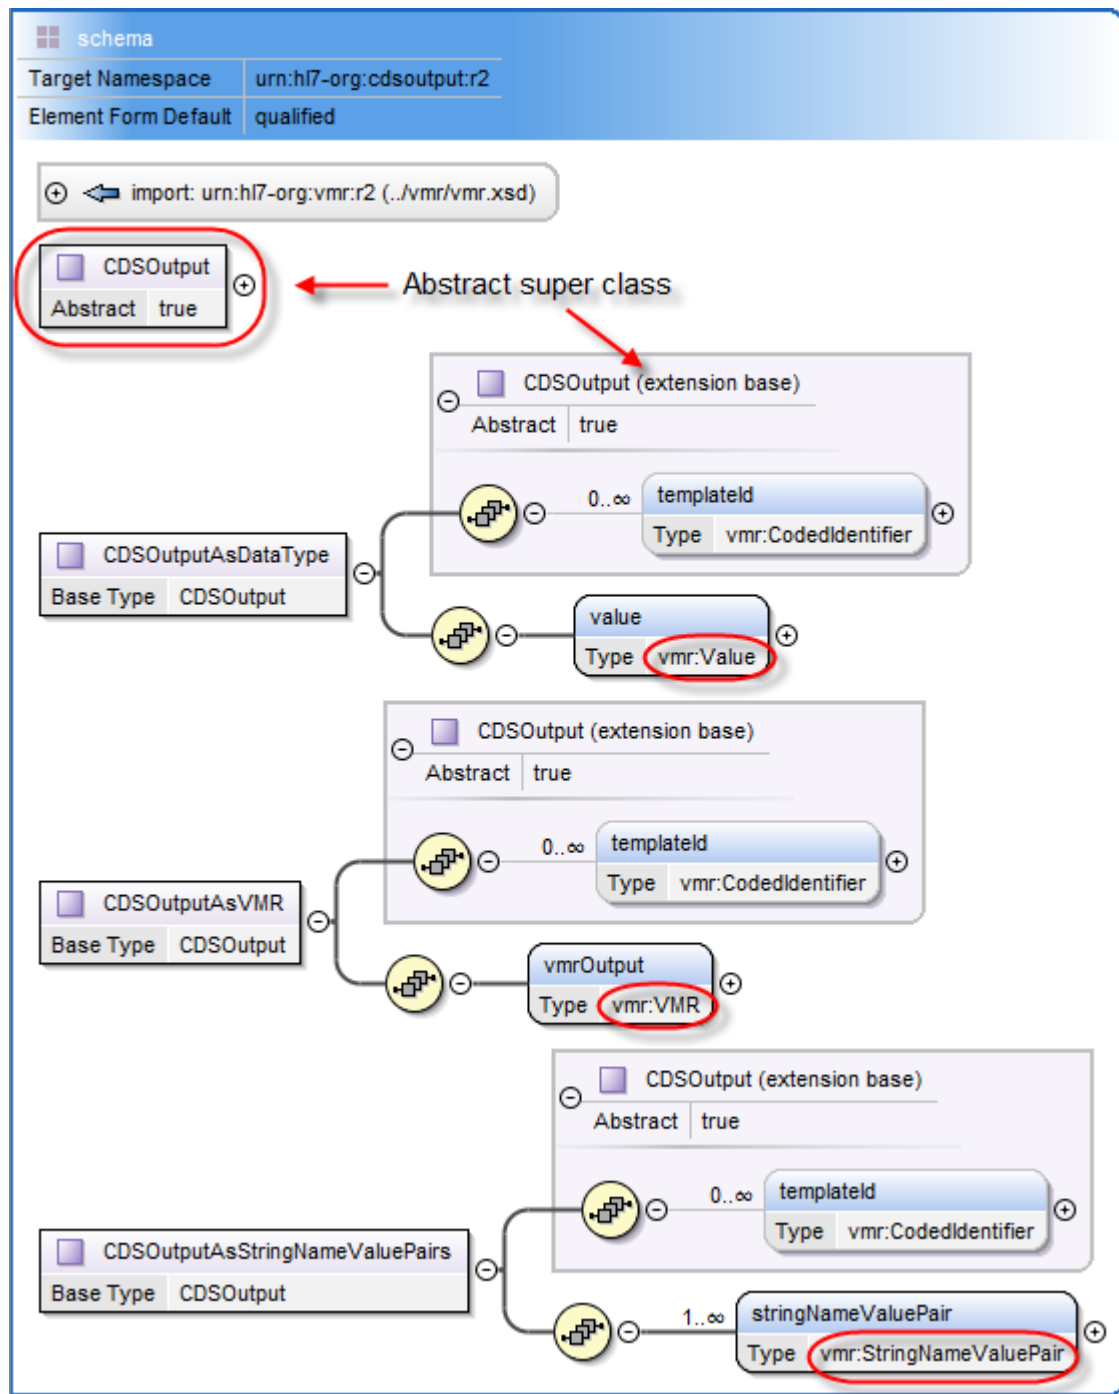 schema
Target Namespace urn:hl7-org:cdsoutput:r2
Element Form Default qualified
import: urn:hl7-org:vmr:r2 (../vmr/vmr.xsd)
CDSOutput
Abstract true
Abstract super class
CDSOutput (extension base)
Abstract true
0..∞ templateId
Type vmr:CodedIdentifier
CDSOutputAsDataType
Base Type CDSOutput
value
Type vmr:Value
CDSOutput (extension base)
Abstract true
0..∞ templateId
Type vmr:CodedIdentifier
CDSOutputAsVMR
Base Type CDSOutput
vmrOutput
Type vmr:VMR
CDSOutput (extension base)
Abstract true
0..∞ templateId
Type vmr:CodedIdentifier
CDSOutputAsStringNameValuePairs
Base Type CDSOutput
1..∞ stringNameValuePair
Type vmr:StringNameValuePair